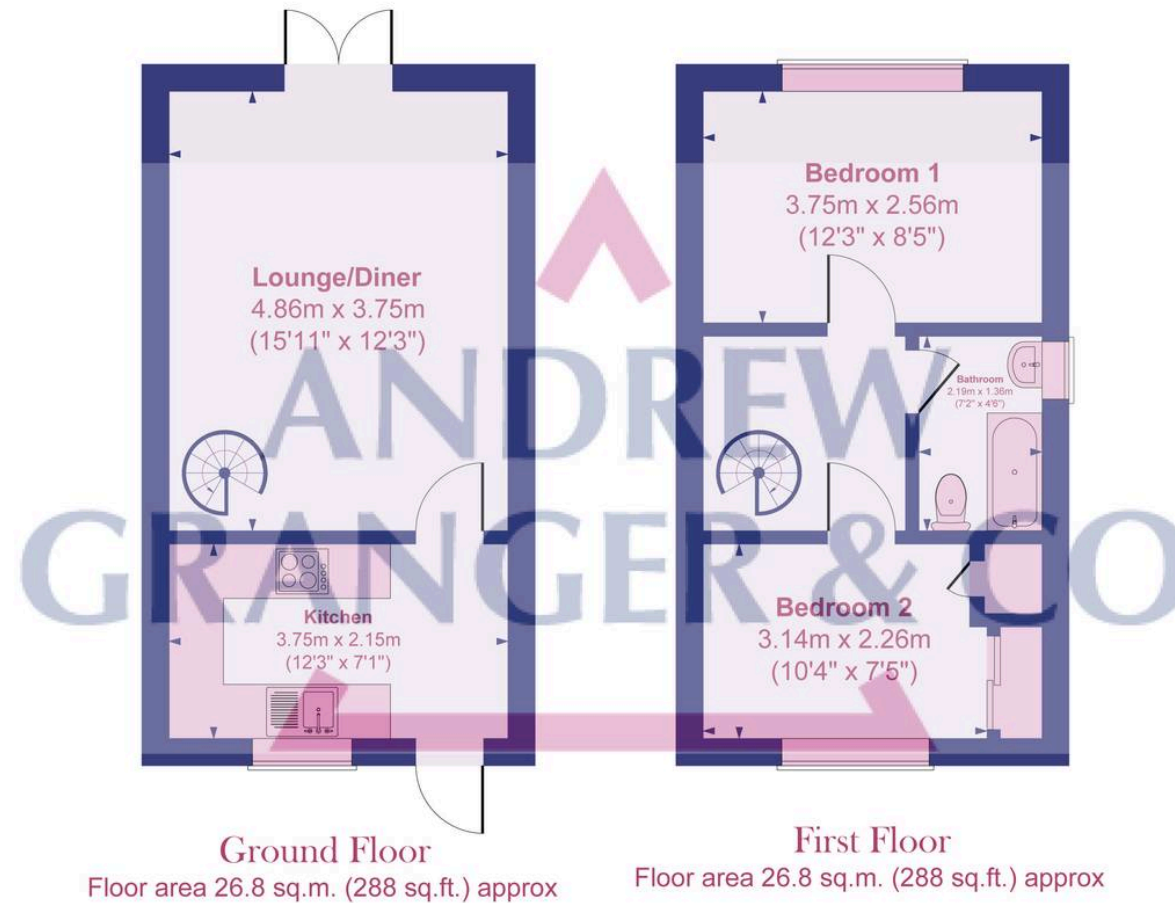 Lounge/Diner
4.86m x 3.75m
(15'11" x 12'3")
Kitchen
3.75m x 2.15m
(12'3" x 7'1")
Bedroom 1
3.75m x 2.56m
(12'3" x 8'5")
Bathroom
2.19m x 1.36m
(7'2" x 4'6")
Bedroom 2
3.14m x 2.26m
(10'4" x 7'5")
ANDREW
GRANGER & CO
Ground Floor
Floor area 26.8 sq.m. (288 sq.ft.) approx
First Floor
Floor area 26.8 sq.m. (288 sq.ft.) approx